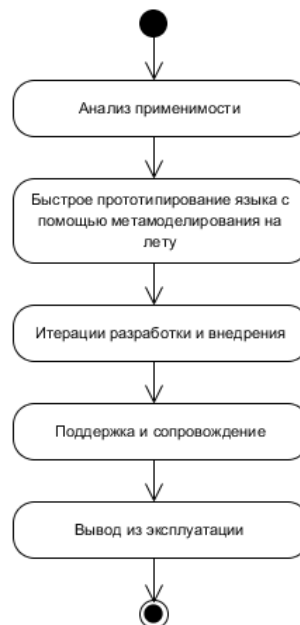 Анализ применимости
Быстрое прототипирование языка с
помощью метамоделирования на
лету
Итерации разработки и внедрения
Поддержка и сопровождение
Вывод из эксплуатации